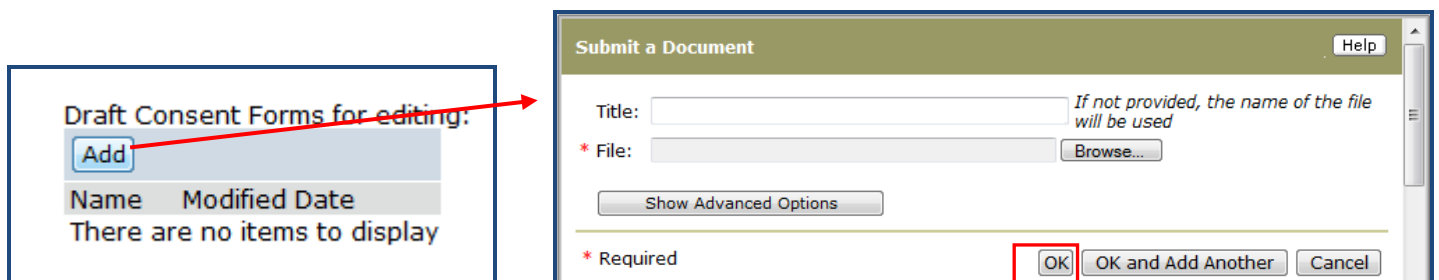 Draft Consent Forms for editing:
Add
Name Modified Date
There are no items to display
Submit a Document
Help
Title:
If not provided, the name of the file
will be used
* File:
Browse...
Show Advanced Options
* Required
OK
OK and Add Another
Cancel